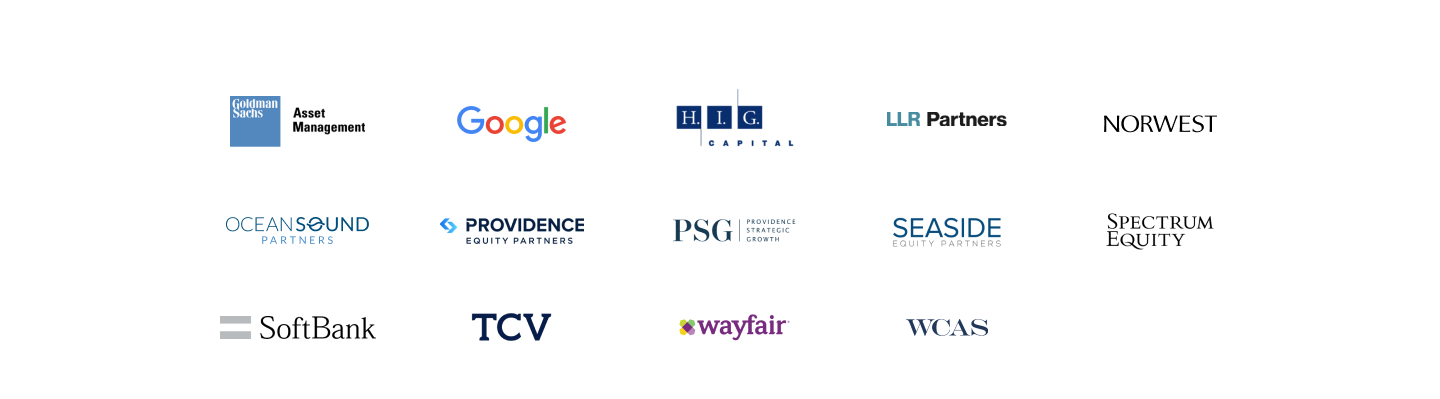 Goldman
Sachs
Asset
Management
Google
H. I. G.
CAPITAL
LLR Partners
NORWEST
OCEANSOUND
PARTNERS
PROVIDENCE
EQUITY PARTNERS
PSG
PROVIDENCE
STRATEGIC
GROWTH
SEASIDE
EQUITY PARTNERS
SPECTRUM
EQUITY
SoftBank
TCV
wayfair
WCAS